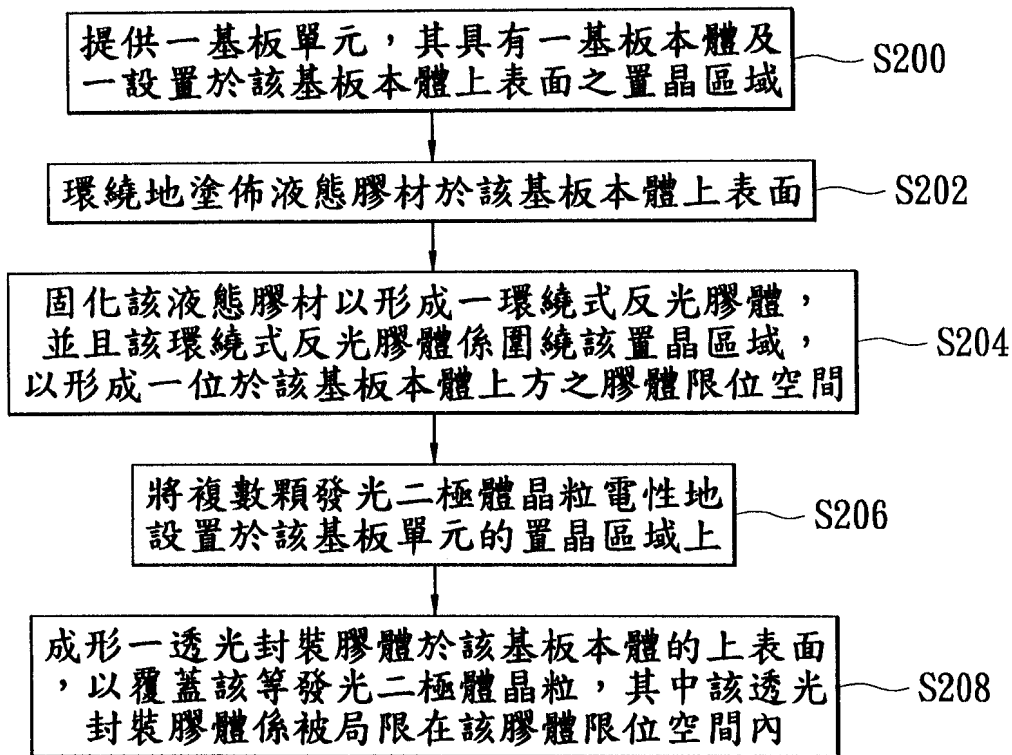 提供一基板單元，其具有一基板本體及
一設置於該基板本體上表面之置晶區域
S200
環繞地塗佈液態膠材於該基板本體上表面
S202
固化該液態膠材以形成一環繞式反光膠體，
並且該環繞式反光膠體係圍繞該置晶區域，
以形成一位於該基板本體上方之膠體限位空間
S204
將複數顆發光二極體晶粒電性地
設置於該基板單元的置晶區域上
S206
成形一透光封裝膠體於該基板本體的上表面
，以覆蓋該等發光二極體晶粒，其中該透光
封裝膠體係被局限在該膠體限位空間內
S208